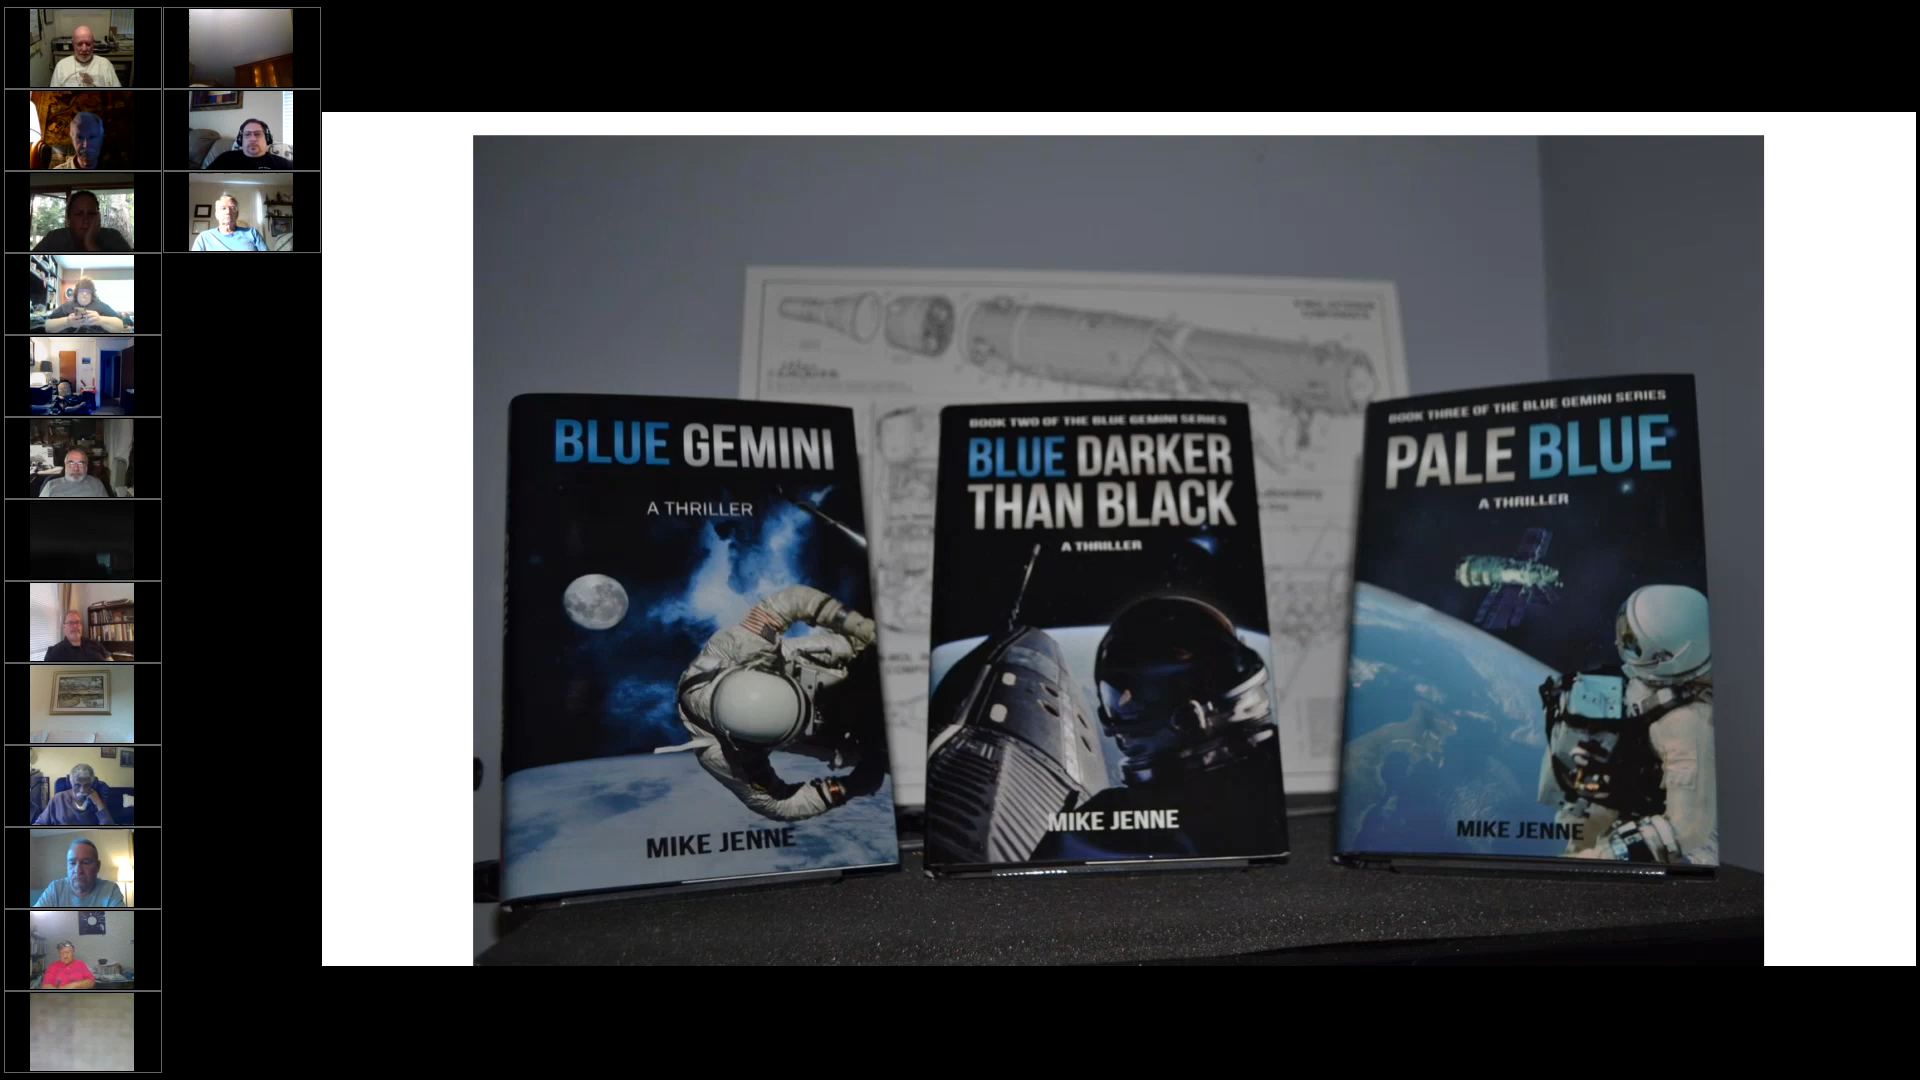 BLUE GEMINI
A THRILLER
MIKE JENNE
BOOK TWO OF THE BLUE GEMINI SERIES
BLUE DARKER
THAN BLACK
A THRILLER
MIKE JENNE
BOOK THREE OF THE BLUE GEMINI SERIES
PALE BLUE
A THRILLER
MIKE JENNE
Laboratory